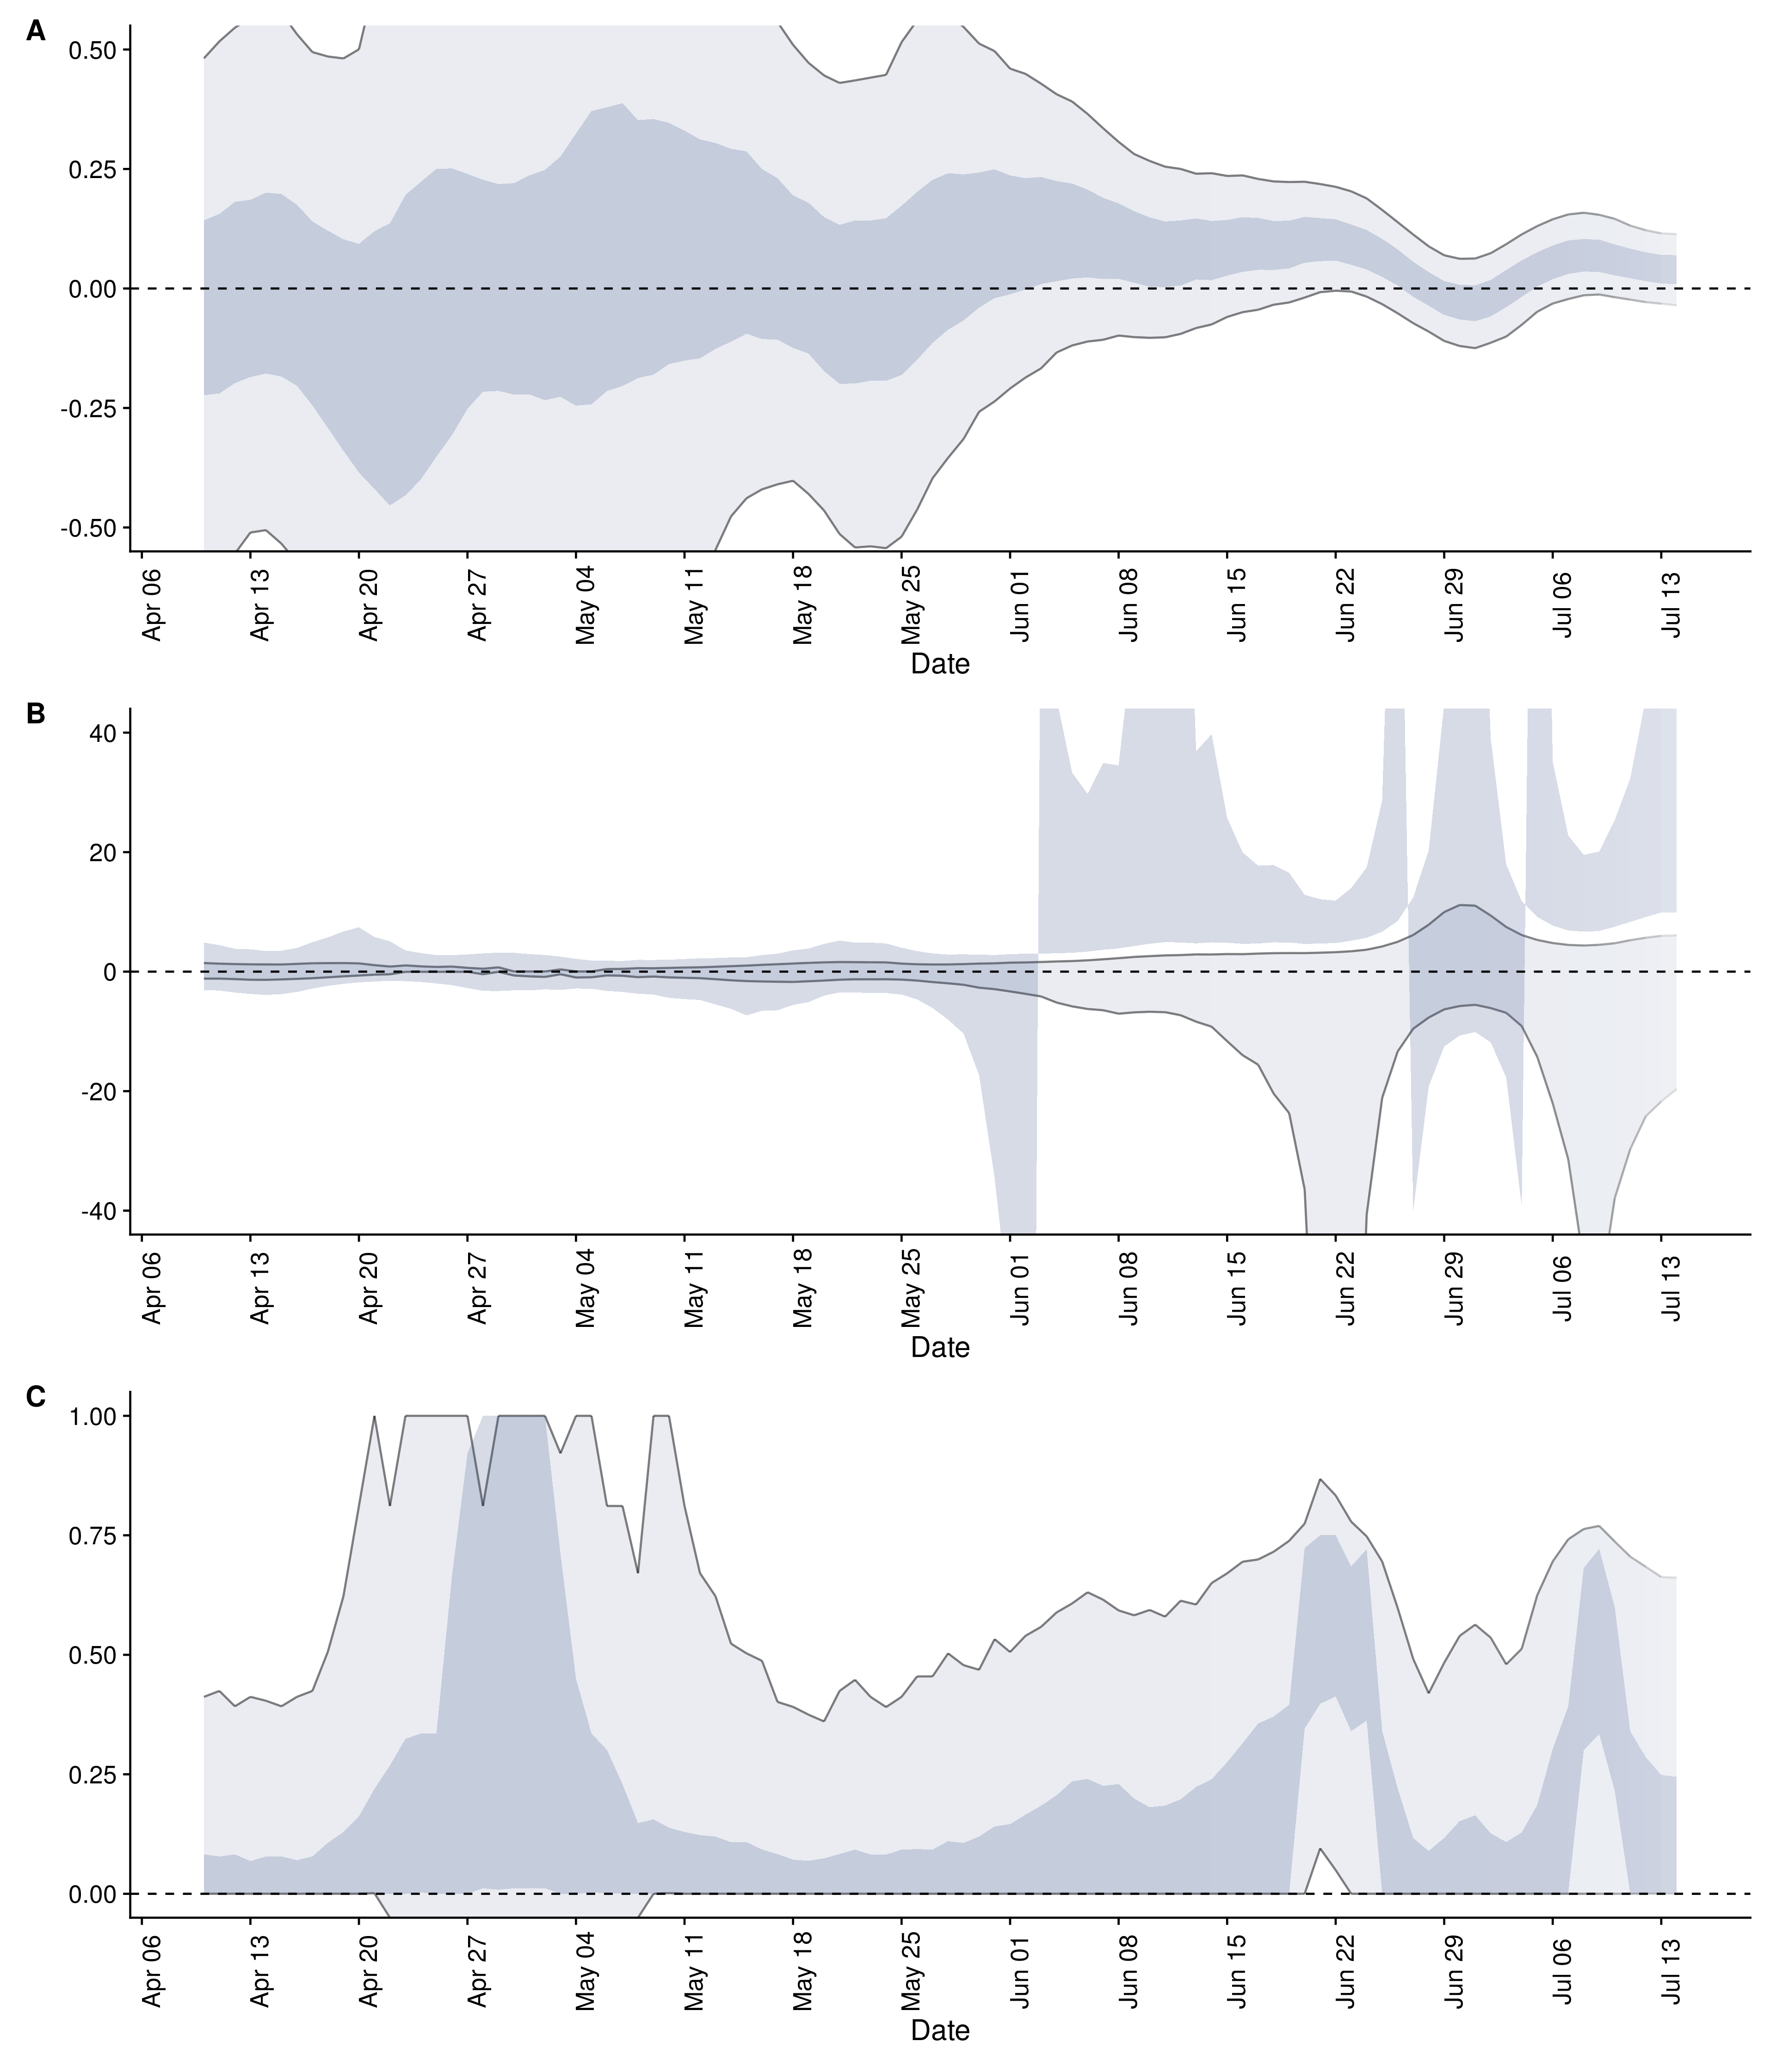 A
0.50
0.25
0.00
-0.25
-0.50
Apr 06
Apr 13
Apr 20
Apr 27
May 04
May 11
May 18
May 25
Jun 01
Jun 08
Jun 15
Jun 22
Jun 29
Jul 06
Jul 13
Date
B
40
20
0
-20
-40
Apr 06
Apr 13
Apr 20
Apr 27
May 04
May 11
May 18
May 25
Jun 01
Jun 08
Jun 15
Jun 22
Jun 29
Jul 06
Jul 13
Date
C
1.00
0.75
0.50
0.25
0.00
Apr 06
Apr 13
Apr 20
Apr 27
May 04
May 11
May 18
May 25
Jun 01
Jun 08
Jun 15
Jun 22
Jun 29
Jul 06
Jul 13
Date